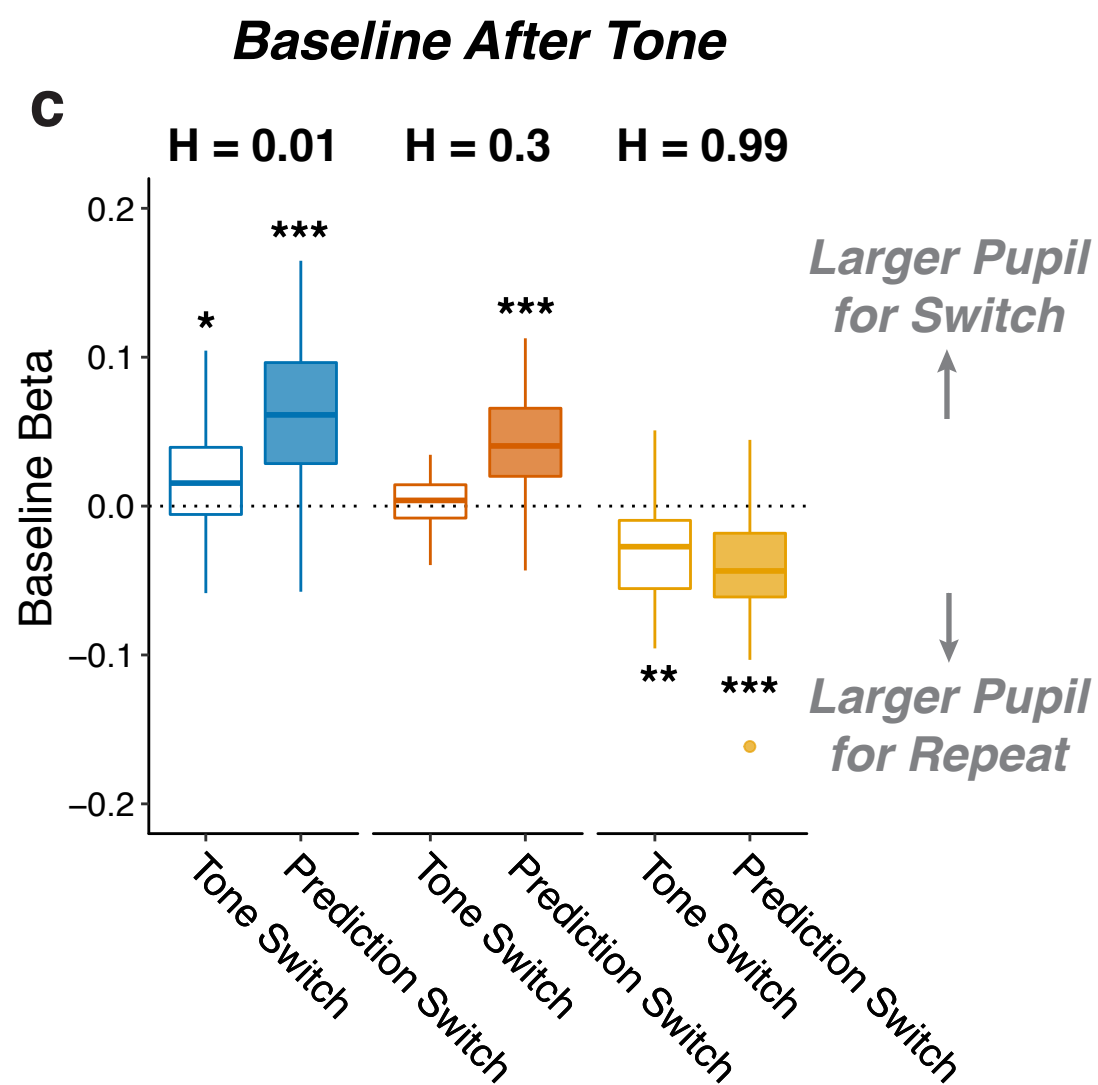 Baseline After Tone
C
H = 0.01 H = 0.3 H = 0.99
0.2
0.1
0.0
−0.1
−0.2
Baseline Beta
*
***
***
**
***
Larger Pupil
for Switch
Larger Pupil
for Repeat
Tone Switch
Prediction Switch
Tone Switch
Prediction Switch
Tone Switch
Prediction Switch